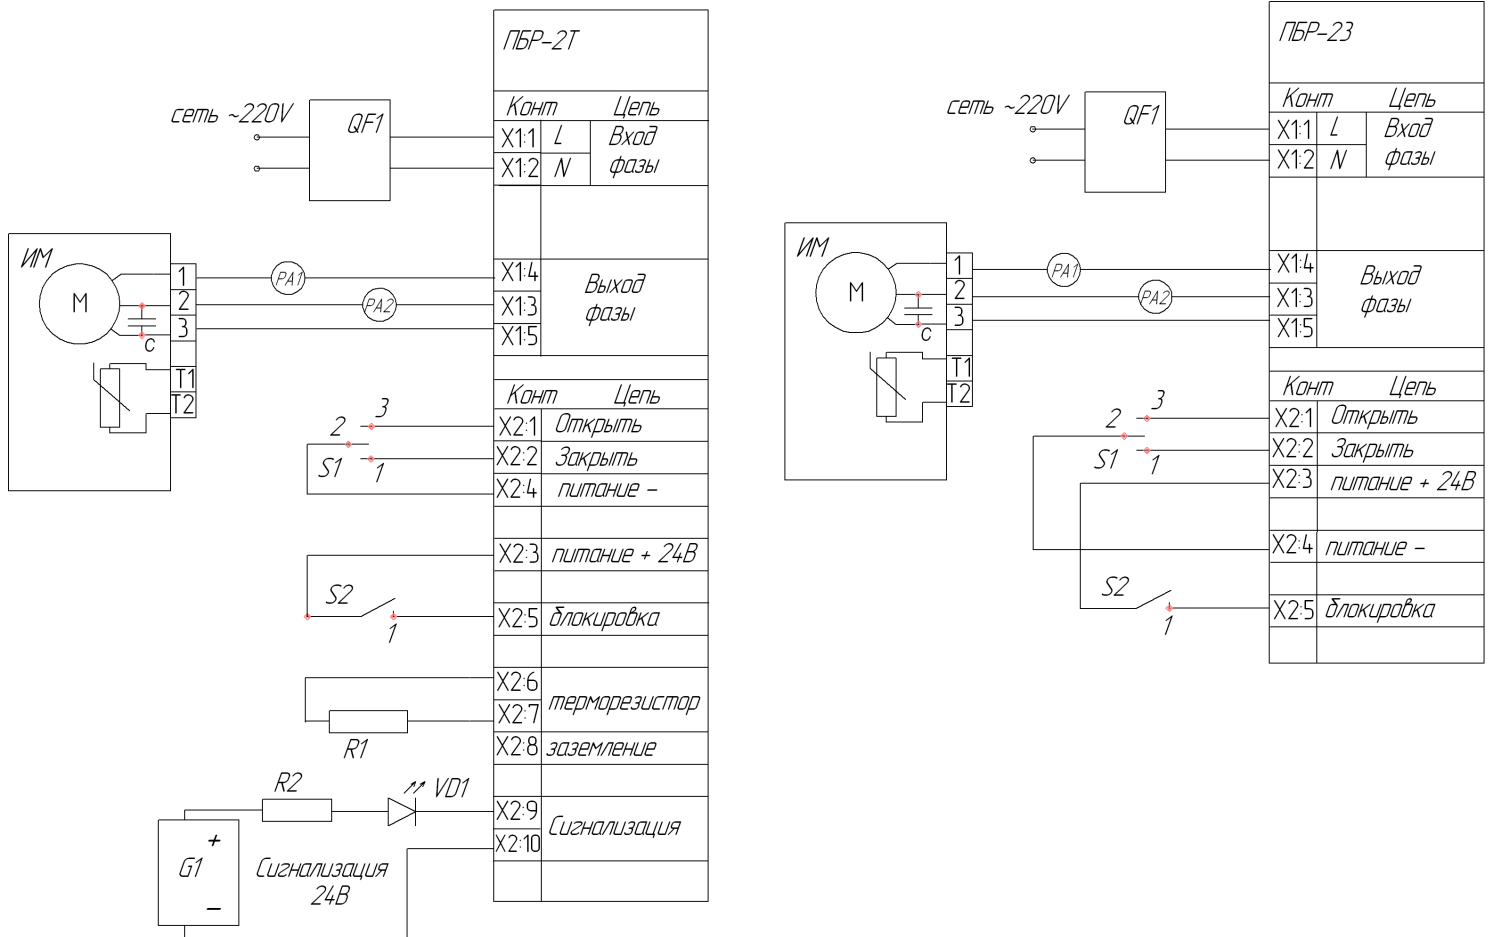 ПБР-2Т
Конт Цепь
сеть ~220V
QF1
X1:1 L Вход
X1:2 N фазы
ИМ
M
C
1
2
3
T1
T2
PA1
PA2
X1:4 Выход
X1:3 фазы
X1:5
Конт Цепь
3
2
S1
1
X2:1 Открыть
X2:2 Закрыть
X2:4 питание –
X2:3 питание + 24В
S2
1
X2:5 блокировка
X2:6
X2:7 терморезистор
R1
X2:8 заземление
R2
VD1
X2:9
X2:10 Сигнализация
+
G1
–
Сигнализация
24В
ПБР-23
Конт Цепь
сеть ~220V
QF1
X1:1 L Вход
X1:2 N фазы
ИМ
M
C
1
2
3
T1
T2
PA1
PA2
X1:4 Выход
X1:3 фазы
X1:5
Конт Цепь
3
2
S1
1
X2:1 Открыть
X2:2 Закрыть
X2:3 питание + 24В
X2:4 питание –
S2
1
X2:5 блокировка